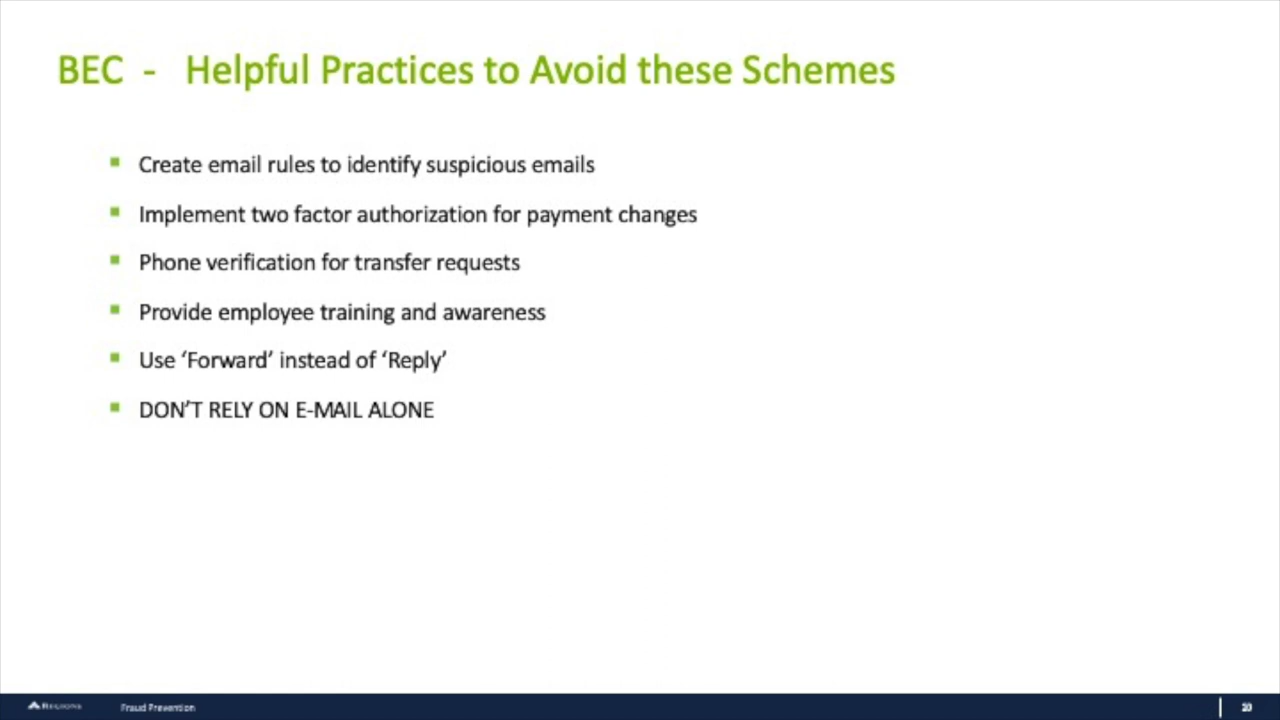 BEC - Helpful Practices to Avoid these Schemes
Create email rules to identify suspicious emails
Implement two factor authorization for payment changes
Phone verification for transfer requests
Provide employee training and awareness
Use ‘Forward’ instead of ‘Reply’
DON’T RELY ON E-MAIL ALONE
REGIONS
Fraud Prevention
20